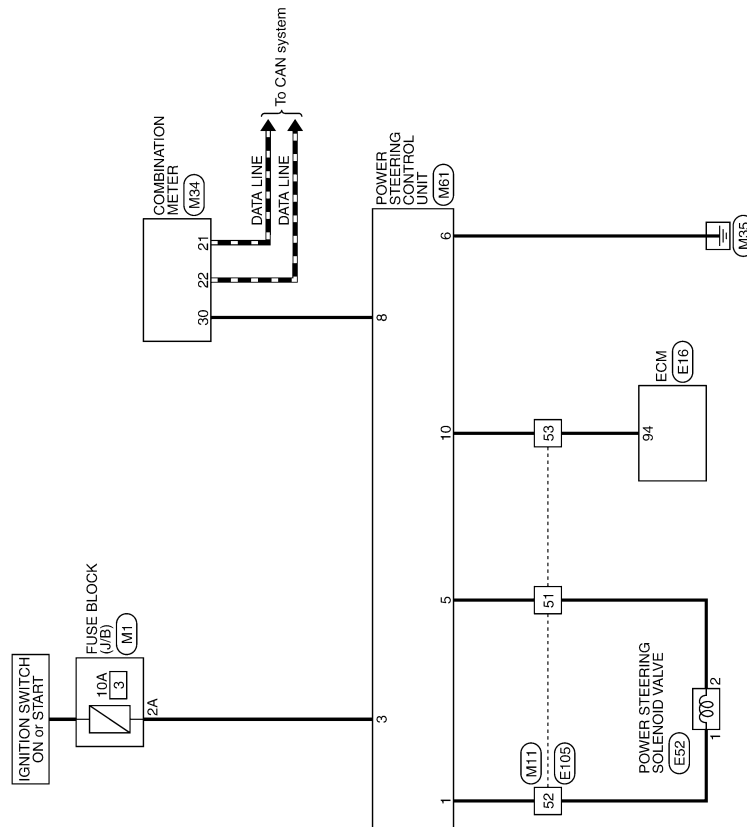 IGNITION SWITCH
ON or START
FUSE BLOCK
(J/B)
M1
10A
3
2A
COMBINATION
METER
M34
21
22
30
DATA LINE
DATA LINE
To CAN system
POWER
STEERING
CONTROL
UNIT
M61
3
8
1
5
10
6
M11
E105
52
51
53
ECM
E16
94
M35
POWER STEERING
SOLENOID VALVE
E52
1
2